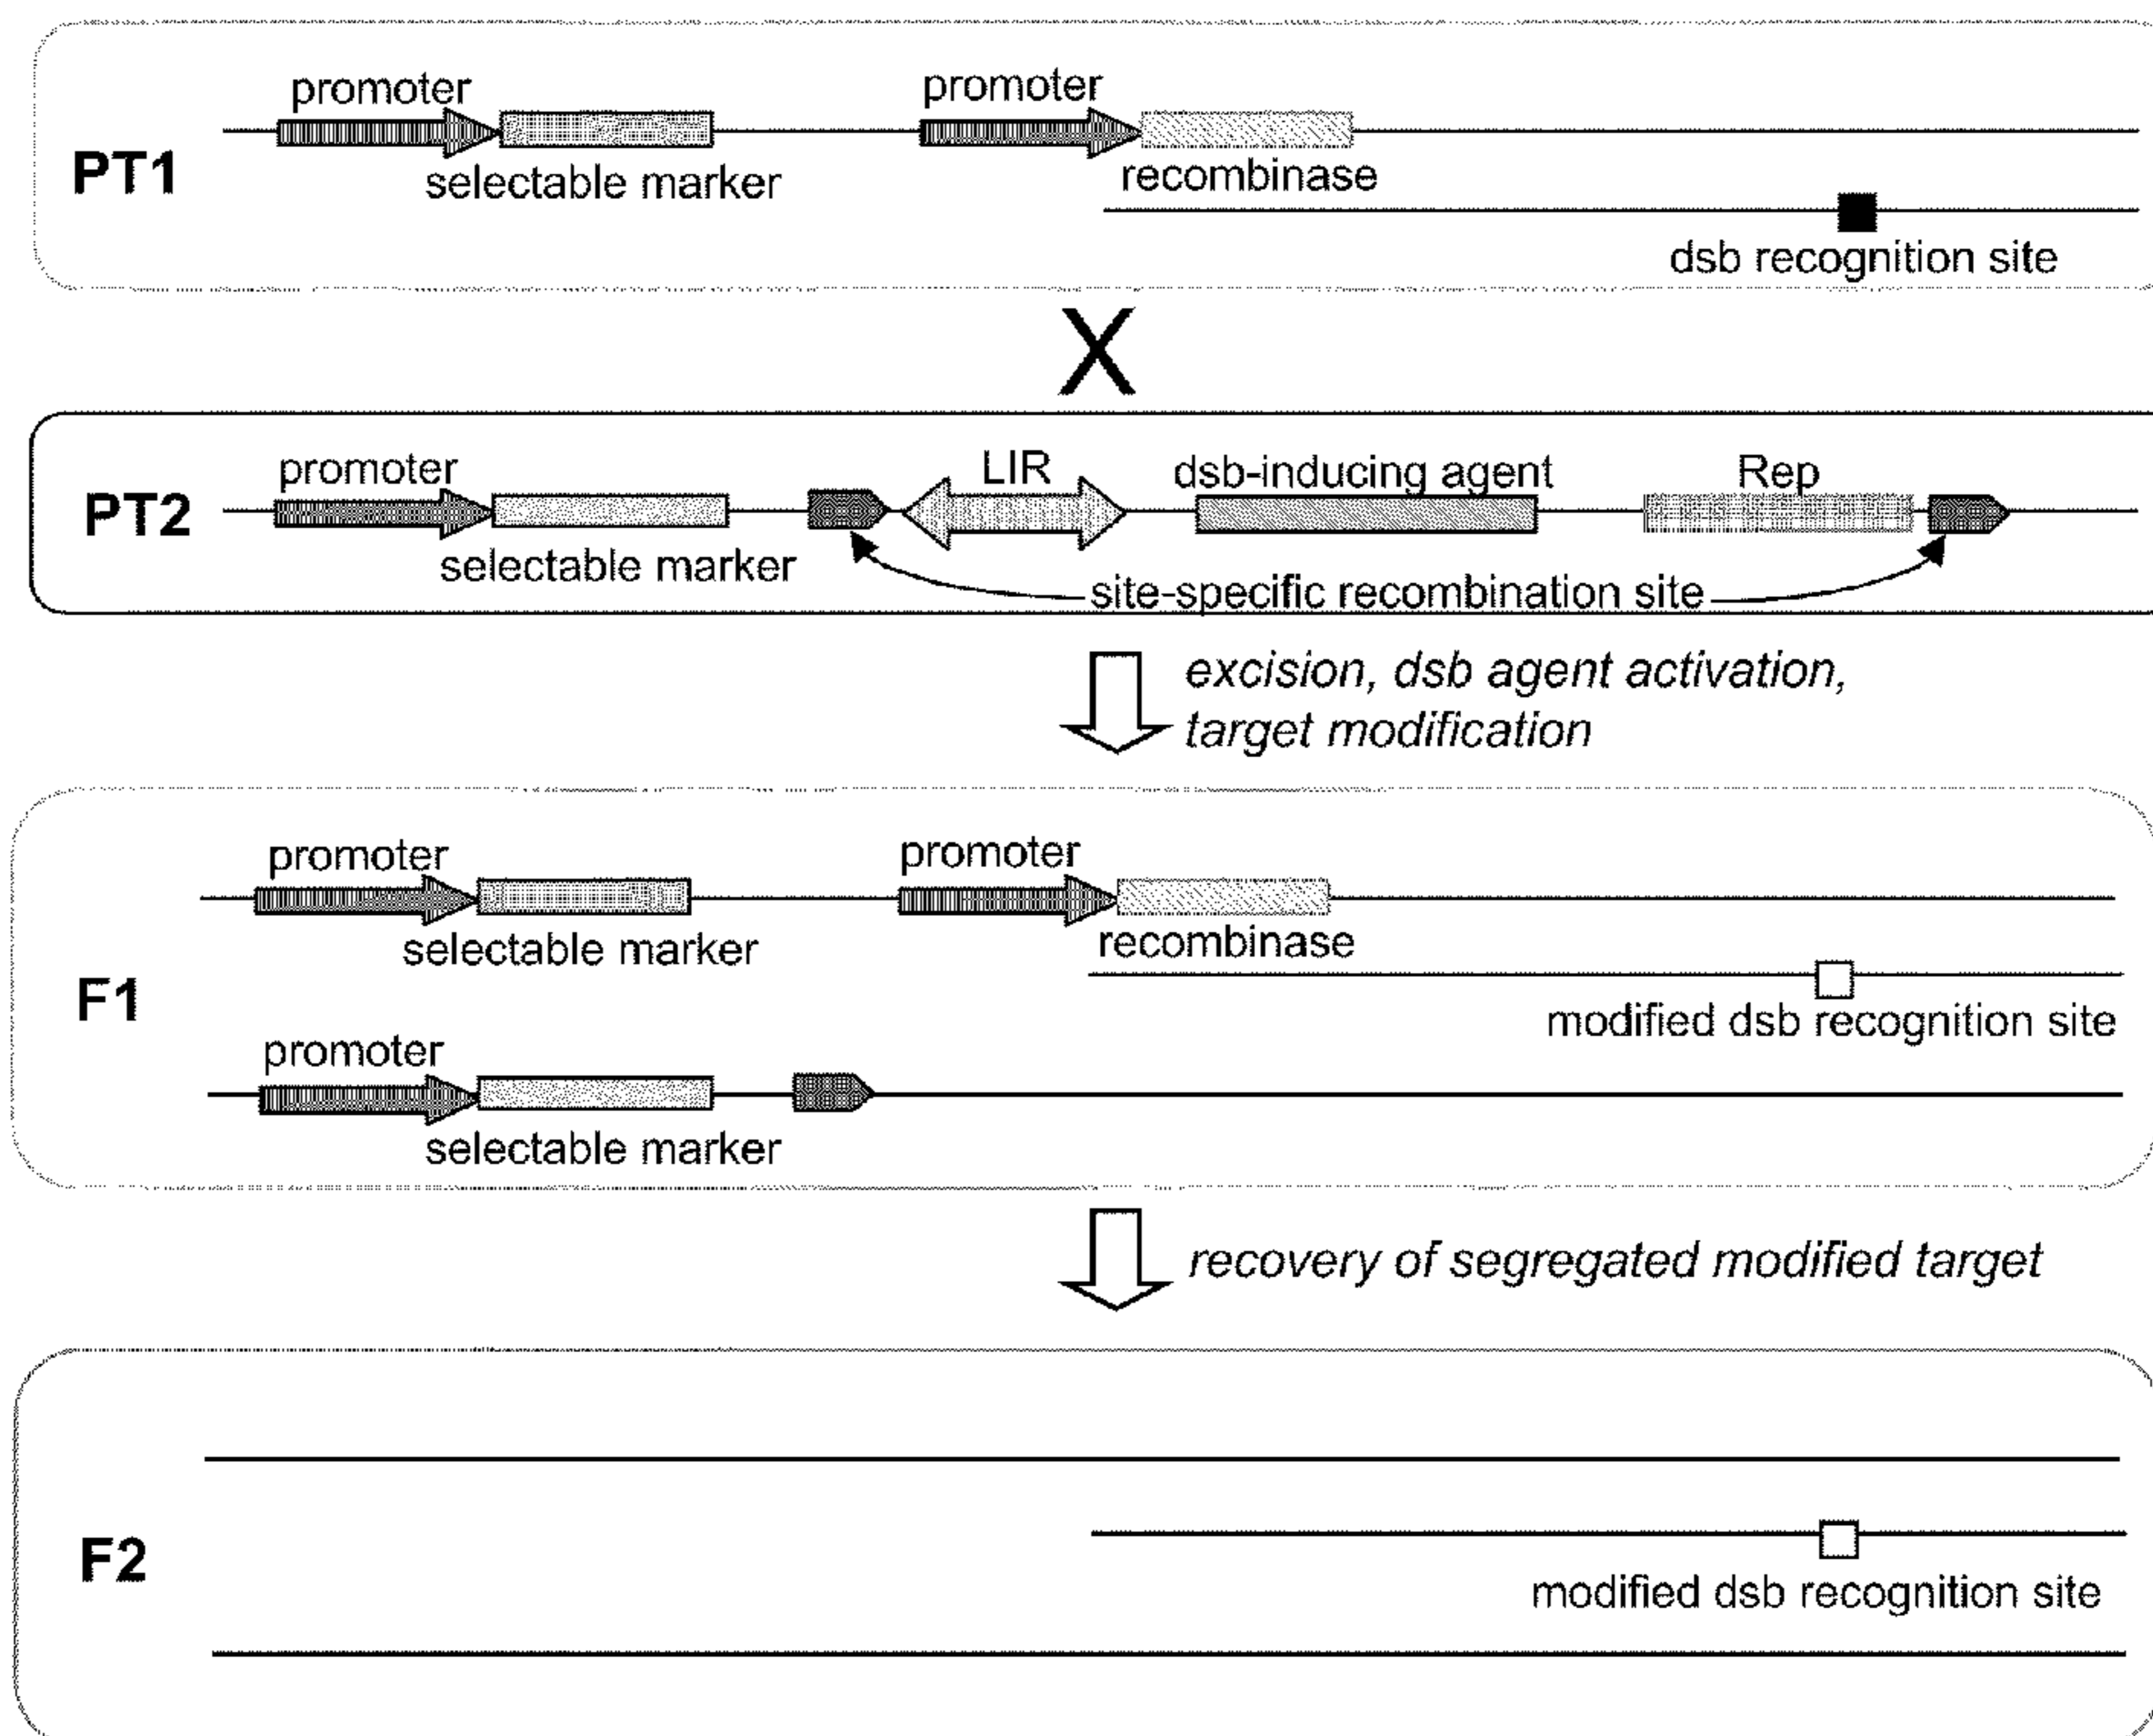 promoter
promoter
PT1
selectable marker
recombinase
dsb recognition site
X
promoter
LIR
dsb-inducing agent
Rep
PT2
selectable marker
site-specific recombination site
excision, dsb agent activation,
target modification
promoter
promoter
selectable marker
recombinase
F1
modified dsb recognition site
promoter
selectable marker
recovery of segregated modified target
F2
modified dsb recognition site